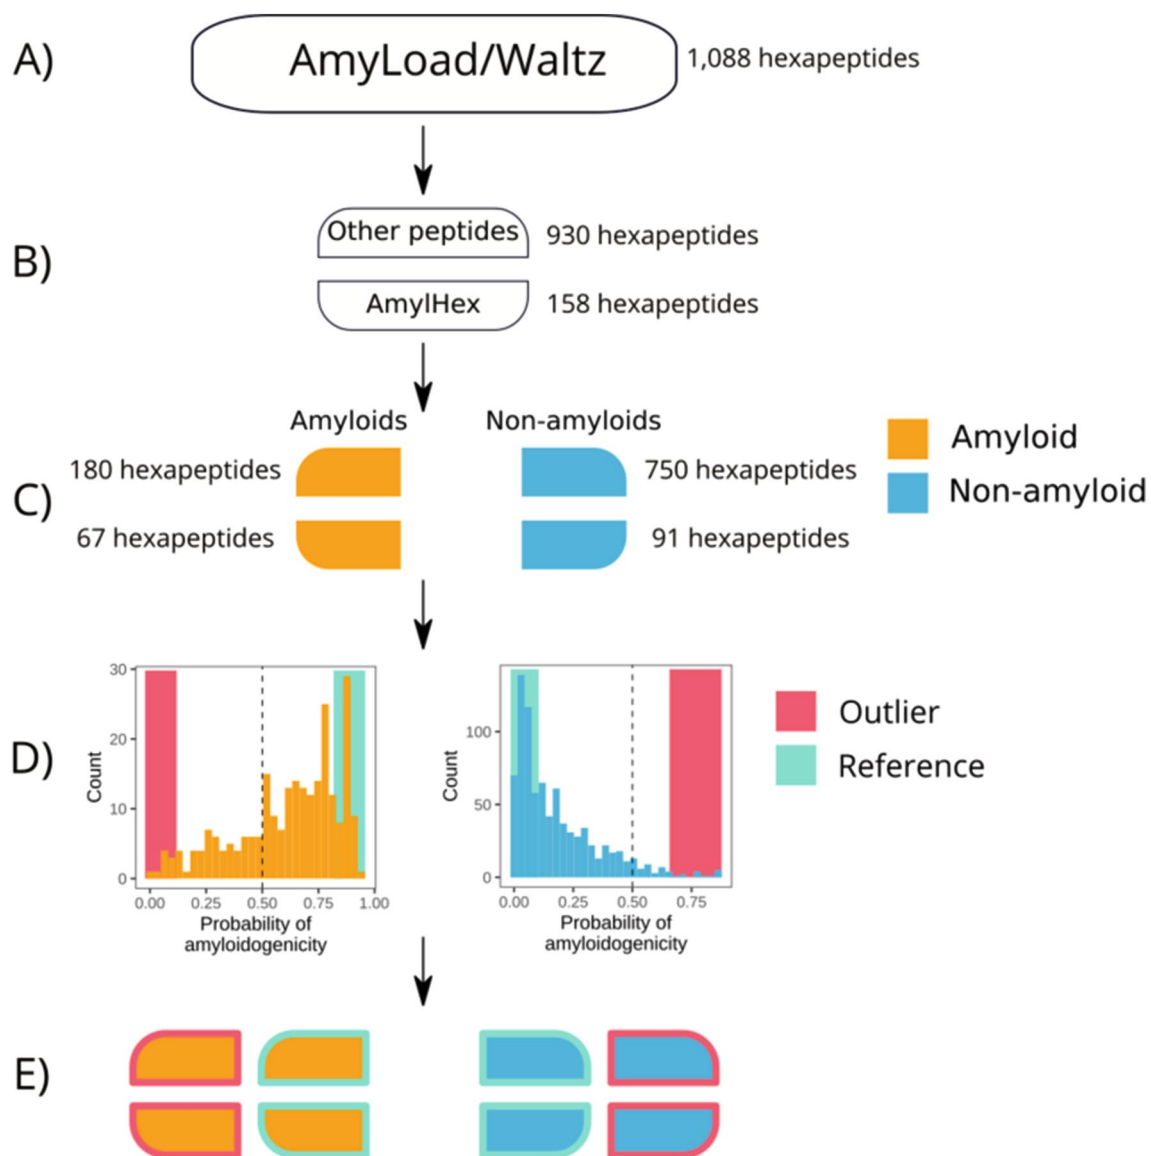 A)
AmyLoad/Waltz
1,088 hexapeptides
B)
Other peptides
930 hexapeptides
AmylHex
158 hexapeptides
C)
Amyloids
Non-amyloids
180 hexapeptides
750 hexapeptides
67 hexapeptides
91 hexapeptides
Amyloid
Non-amyloid
D)
30
20
10
0
Count
0.00 0.25 0.50 0.75 1.00
Probability of
amyloidogenicity
100
50
0
Count
0.00 0.25 0.50 0.75
Probability of
amyloidogenicity
Outlier
Reference
E)